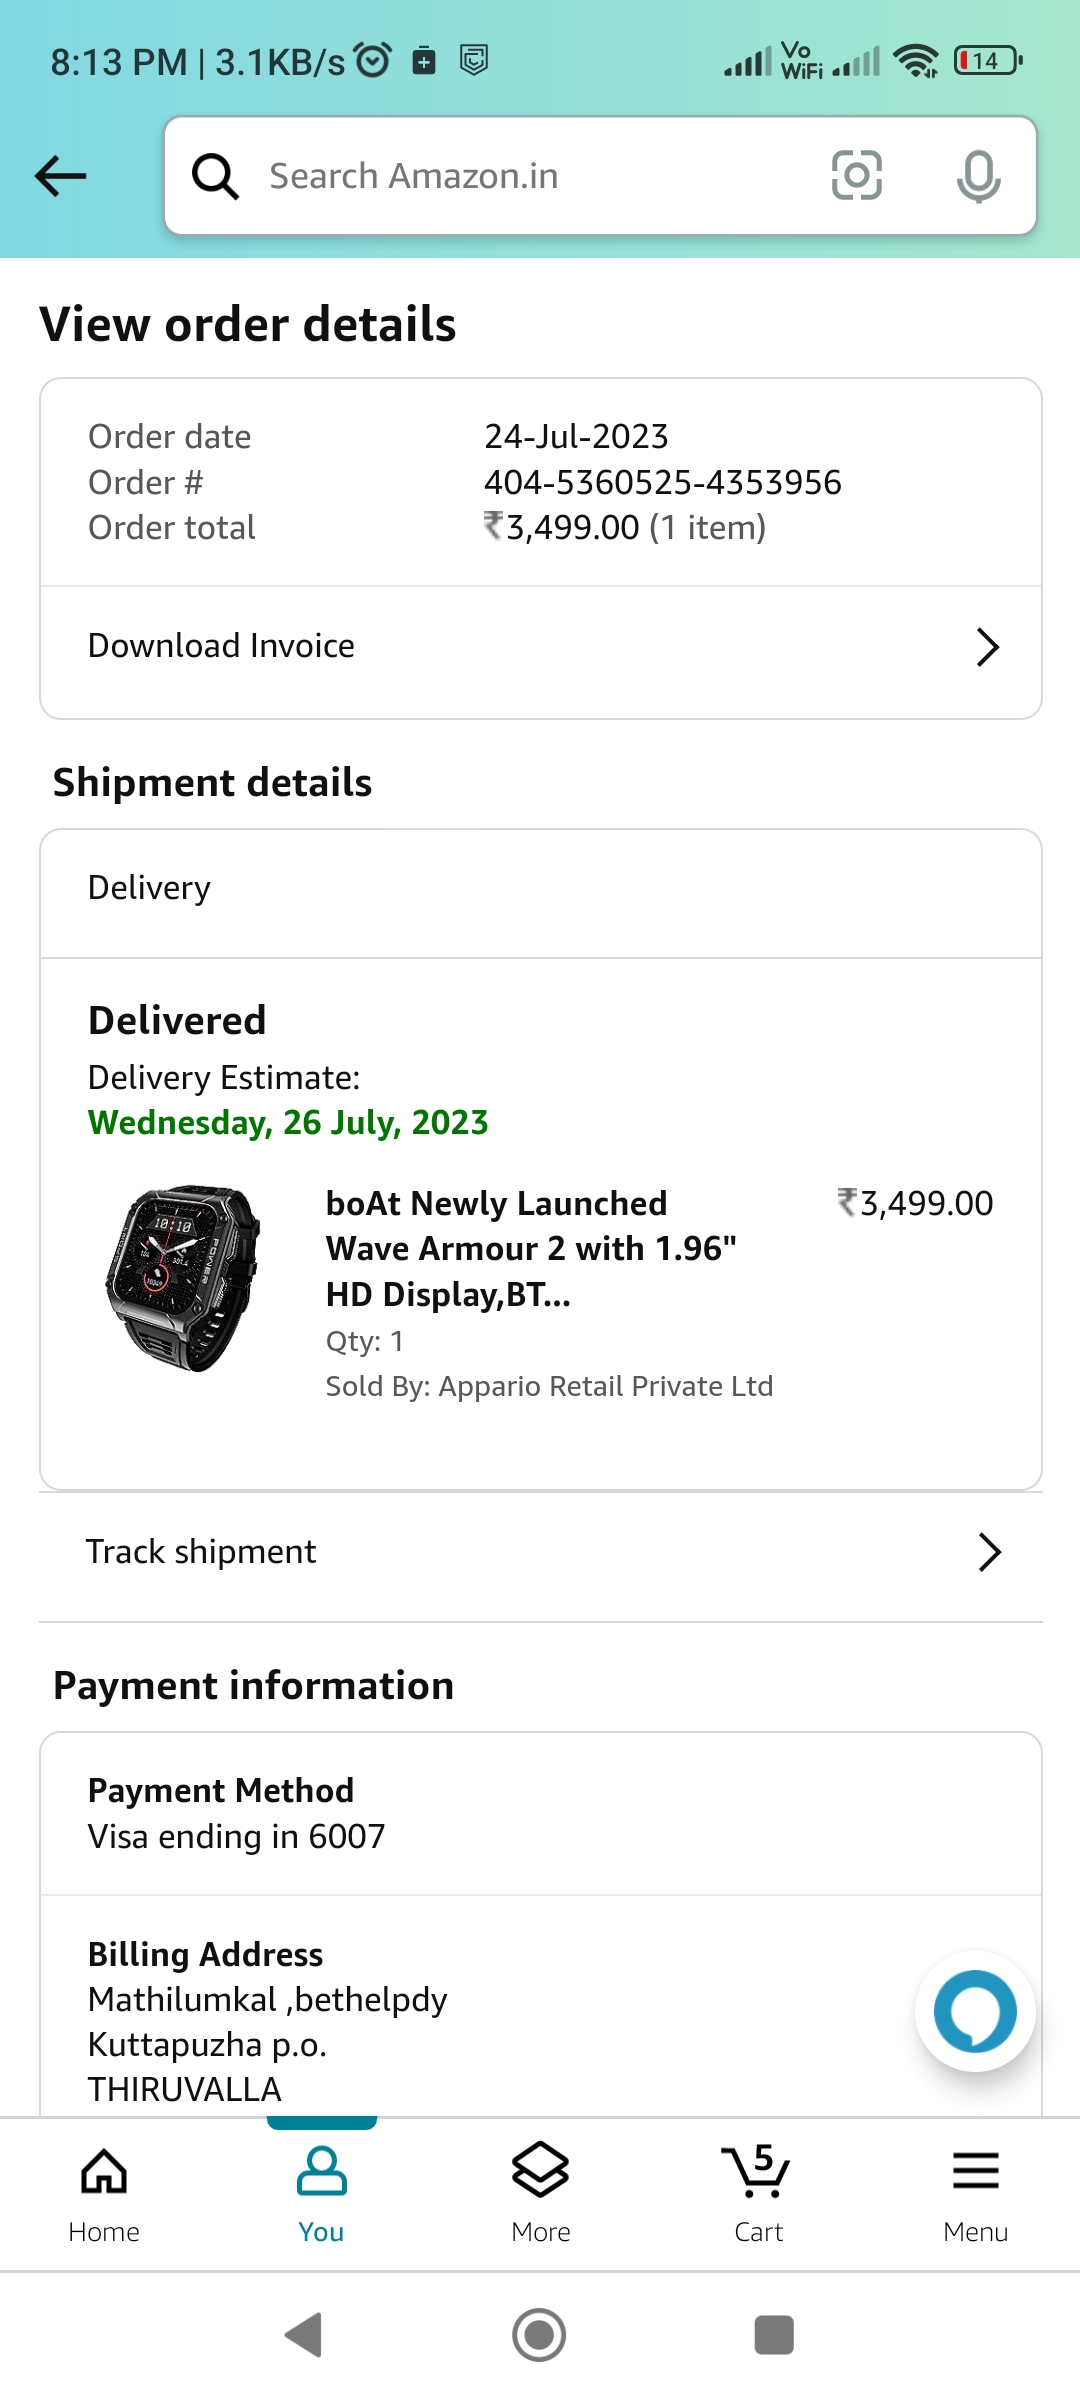 8:13 PM | 3.1KB/s
Vo
WiFi
14
Search Amazon.in
View order details
Order date 24-Jul-2023
Order # 404-5360525-4353956
Order total ₹3,499.00 (1 item)
Download Invoice
Shipment details
Delivery
Delivered
Delivery Estimate:
Wednesday, 26 July, 2023
boAt Newly Launched ₹3,499.00
Wave Armour 2 with 1.96"
HD Display,BT...
Qty: 1
Sold By: Appario Retail Private Ltd
10:10
POWER
Track shipment
Payment information
Payment Method
Visa ending in 6007
Billing Address
Mathilumkal ,bethelpdy
Kuttapuzha p.o.
THIRUVALLA
5
Home You More Cart Menu